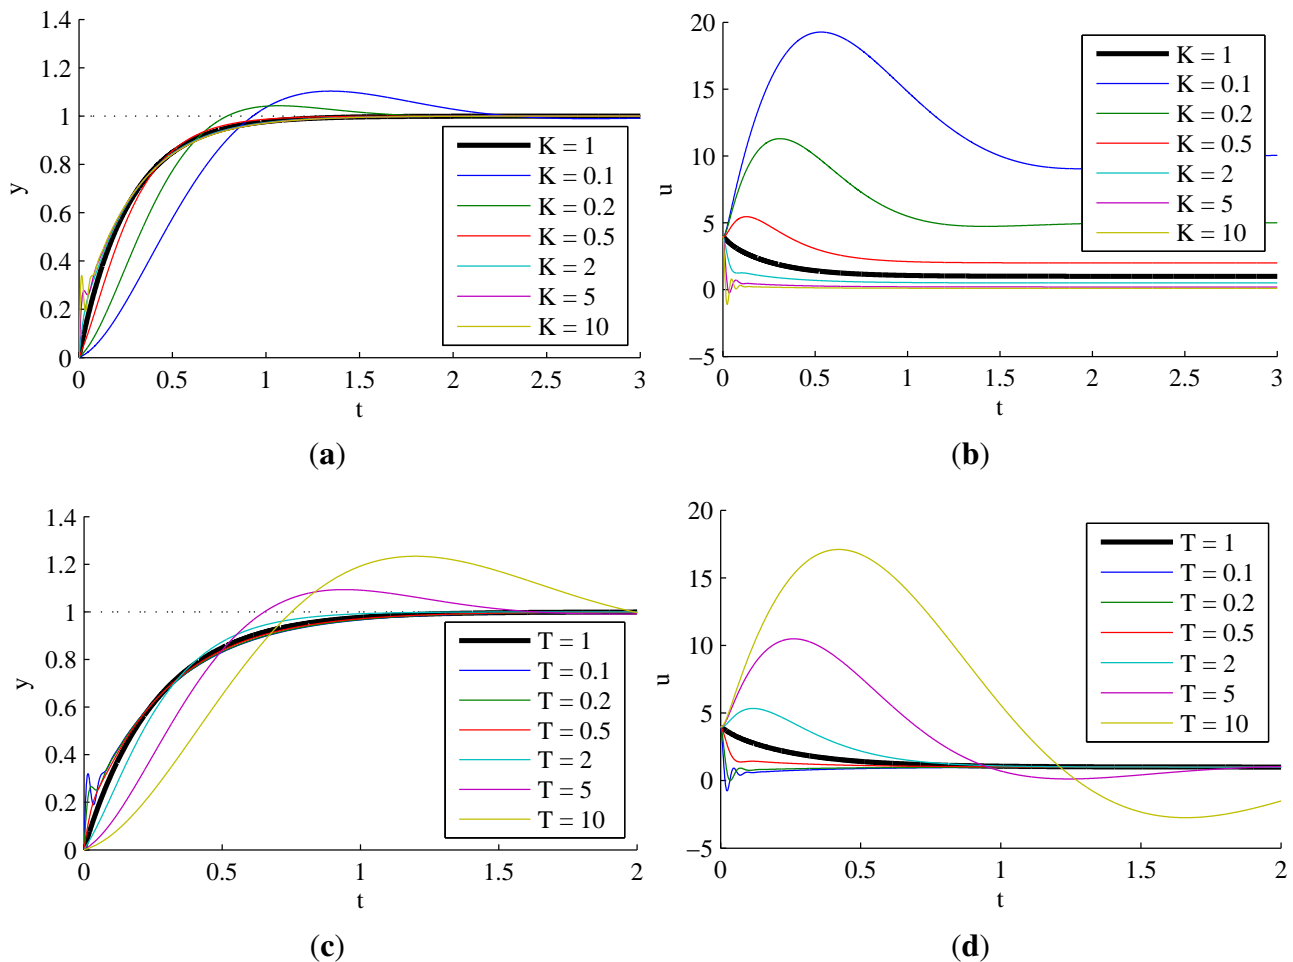 1.4
1.2
1
0.8
0.6
0.4
0.2
0
y
0 0.5 1 1.5 2 2.5 3
t
K = 1
K = 0.1
K = 0.2
K = 0.5
K = 2
K = 5
K = 10
(a)
20
15
10
5
0
−5
u
0 0.5 1 1.5 2 2.5 3
t
K = 1
K = 0.1
K = 0.2
K = 0.5
K = 2
K = 5
K = 10
(b)
1.4
1.2
1
0.8
0.6
0.4
0.2
0
y
0 0.5 1 1.5 2
t
T = 1
T = 0.1
T = 0.2
T = 0.5
T = 2
T = 5
T = 10
(c)
20
15
10
5
0
−5
u
0 0.5 1 1.5 2
t
T = 1
T = 0.1
T = 0.2
T = 0.5
T = 2
T = 5
T = 10
(d)